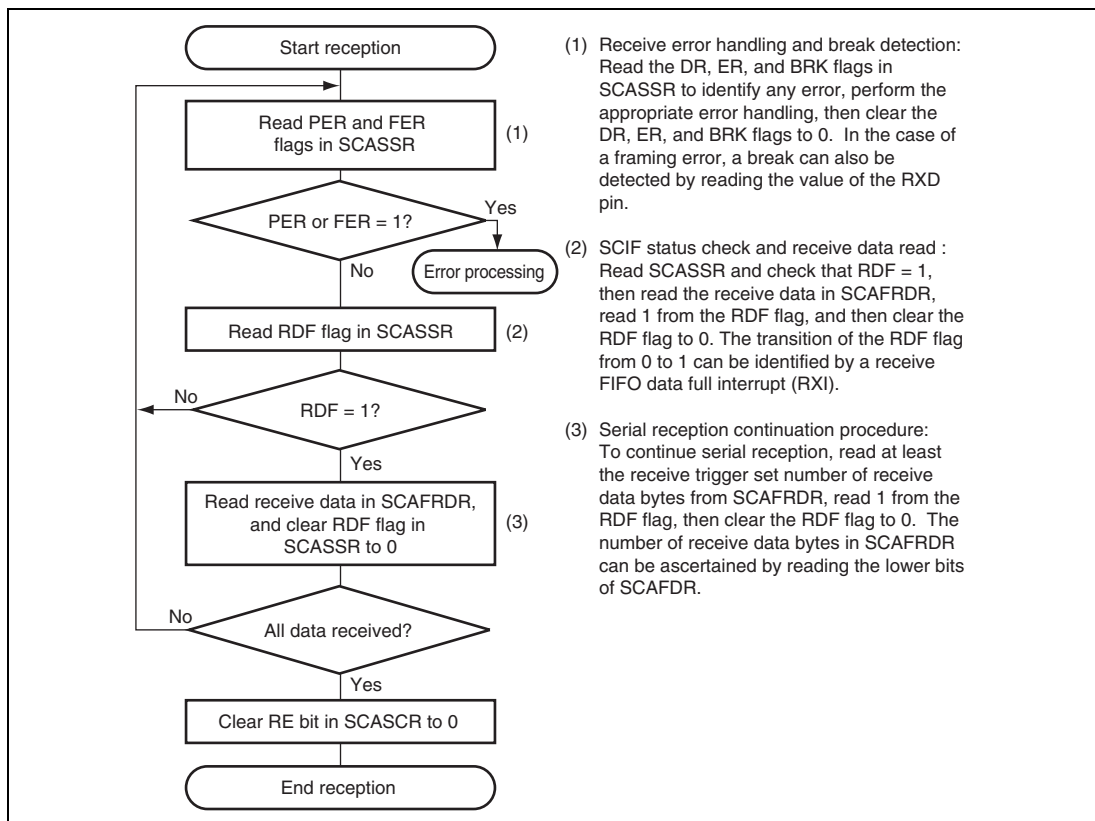 Start reception
Read PER and FER
flags in SCASSR
(1)
PER or FER = 1?
Yes
Error processing
No
Read RDF flag in SCASSR
(2)
No
RDF = 1?
Yes
Read receive data in SCAFRDR,
and clear RDF flag in
SCASSR to 0
(3)
No
All data received?
Yes
Clear RE bit in SCASCR to 0
End reception
(1) Receive error handling and break detection:
Read the DR, ER, and BRK flags in
SCASSR to identify any error, perform the
appropriate error handling, then clear the
DR, ER, and BRK flags to 0. In the case of
a framing error, a break can also be
detected by reading the value of the RXD
pin.
(2) SCIF status check and receive data read :
Read SCASSR and check that RDF = 1,
then read the receive data in SCAFRDR,
read 1 from the RDF flag, and then clear the
RDF flag to 0. The transition of the RDF flag
from 0 to 1 can be identified by a receive
FIFO data full interrupt (RXI).
(3) Serial reception continuation procedure:
To continue serial reception, read at least
the receive trigger set number of receive
data bytes from SCAFRDR, read 1 from the
RDF flag, then clear the RDF flag to 0. The
number of receive data bytes in SCAFRDR
can be ascertained by reading the lower bits
of SCAFDR.